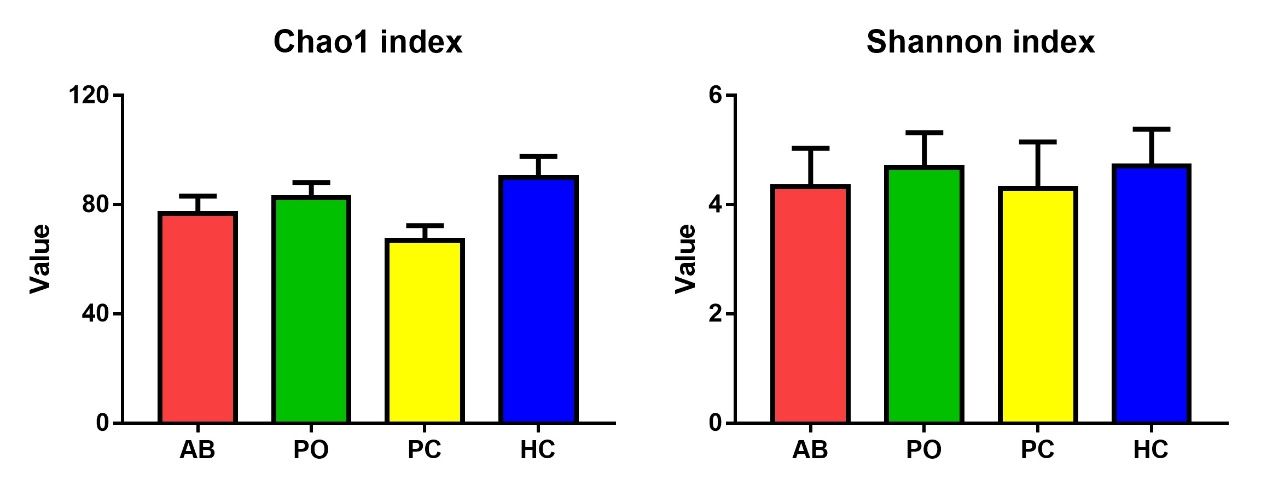 Chao1 index
120
80
40
0
Value
AB PO PC HC
Shannon index
6
4
2
0
Value
AB PO PC HC